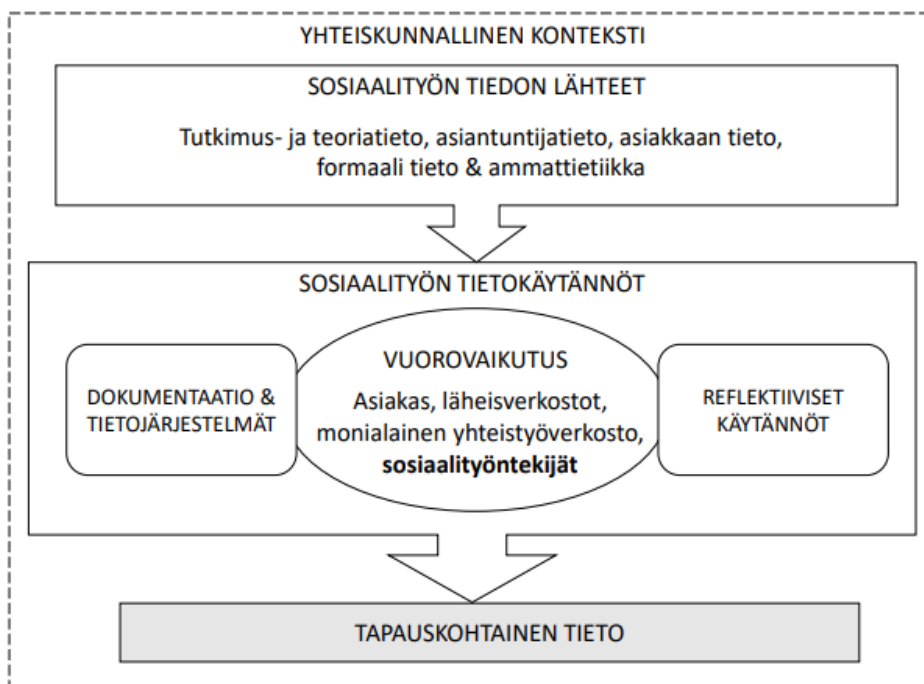 YHTEISKUNNALLINEN KONTEKSTI
SOSIAALITYÖN TIEDON LÄHTEET
Tutkimus- ja teoriatieto, asiantuntijatieto, asiakkaan tieto,
formaali tieto & ammattietiikka
SOSIAALITYÖN TIETOKÄYTÄNNÖT
DOKUMENTAATIO &
TIETOJÄRJESTELMÄT
VUOROVAIKUTUS
Asiakas, läheisverkostot,
monialainen yhteistyöverkosto,
sosiaalityöntekijät
REFLEKTIIVISET
KÄYTÄNNÖT
TAPAUSKOHTAINEN TIETO